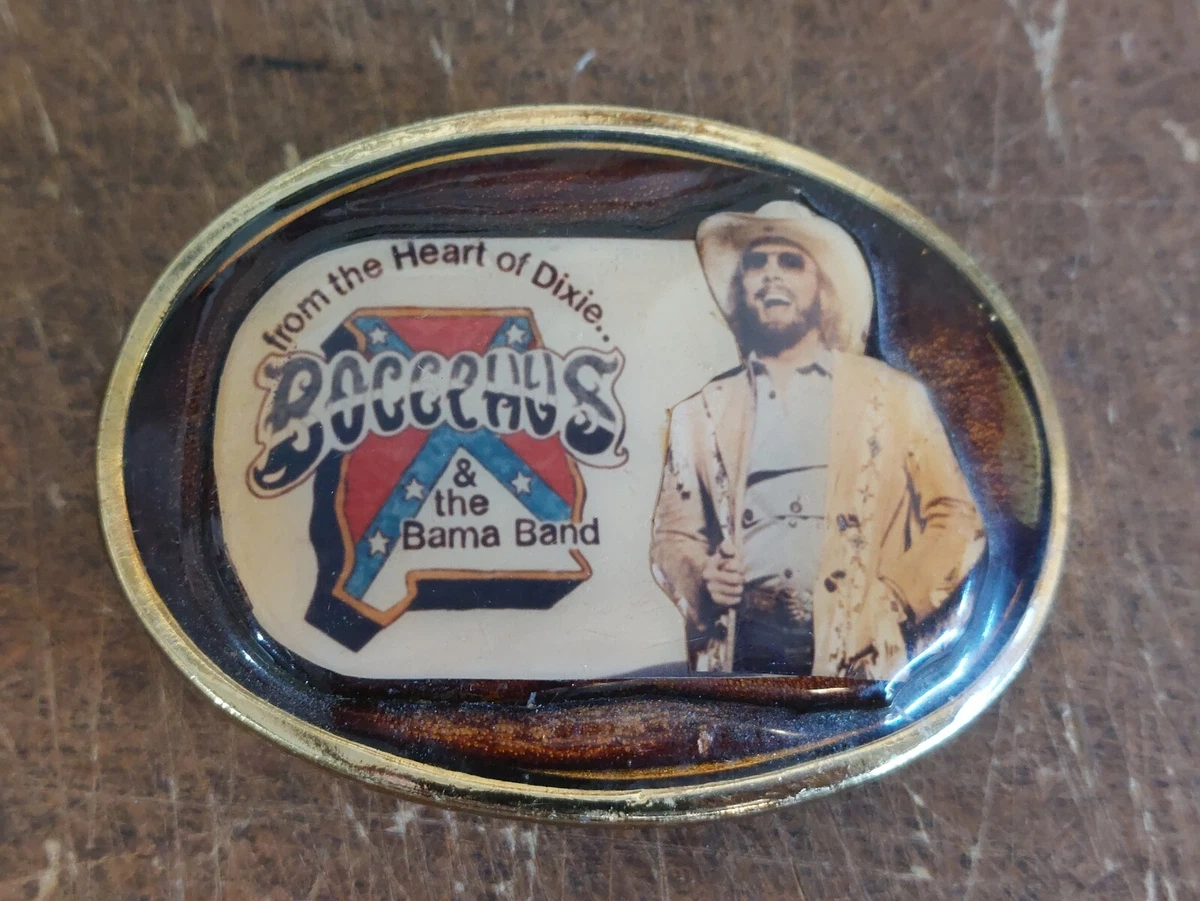 from the Heart of Dixie..
BOCEPHUS
&
the
Bama Band